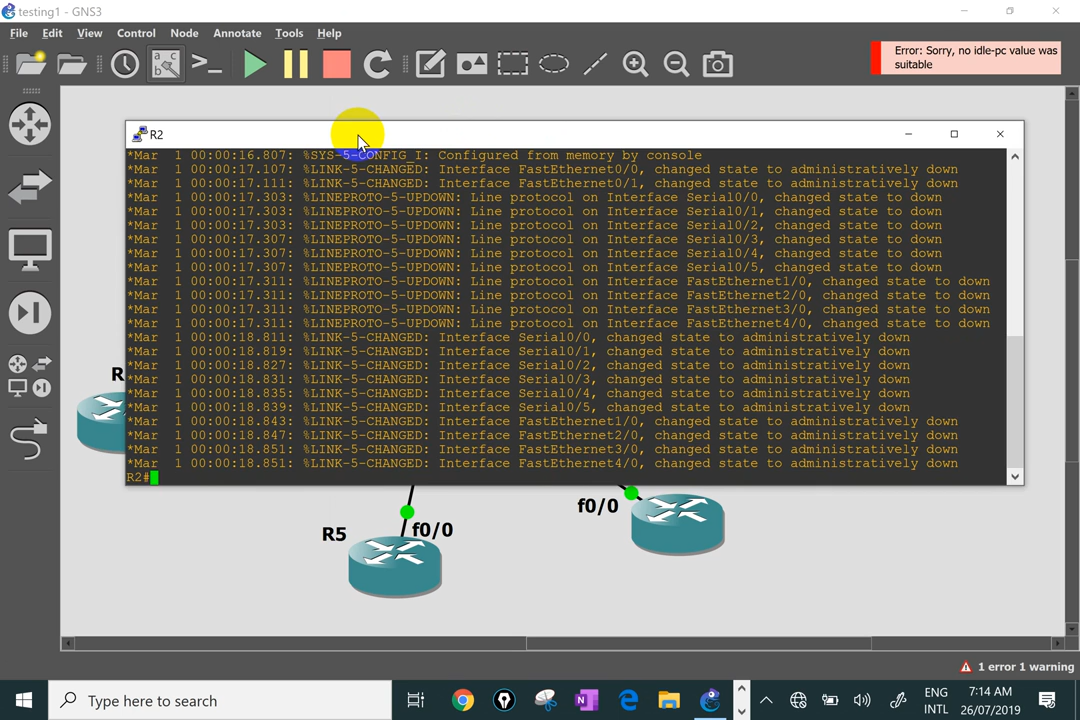 testing1 - GNS3
File Edit View Control Node Annotate Tools Help
Error: Sorry, no idle-pc value was
suitable
R2
*Mar 1 00:00:16.807: %SYS-5-CONFIG_I: Configured from memory by console
*Mar 1 00:00:17.107: %LINK-5-CHANGED: Interface FastEthernet0/0, changed state to administratively down
*Mar 1 00:00:17.111: %LINK-5-CHANGED: Interface FastEthernet0/1, changed state to administratively down
*Mar 1 00:00:17.303: %LINEPROTO-5-UPDOWN: Line protocol on Interface Serial0/0, changed state to down
*Mar 1 00:00:17.303: %LINEPROTO-5-UPDOWN: Line protocol on Interface Serial0/1, changed state to down
*Mar 1 00:00:17.303: %LINEPROTO-5-UPDOWN: Line protocol on Interface Serial0/2, changed state to down
*Mar 1 00:00:17.307: %LINEPROTO-5-UPDOWN: Line protocol on Interface Serial0/3, changed state to down
*Mar 1 00:00:17.307: %LINEPROTO-5-UPDOWN: Line protocol on Interface Serial0/4, changed state to down
*Mar 1 00:00:17.307: %LINEPROTO-5-UPDOWN: Line protocol on Interface Serial0/5, changed state to down
*Mar 1 00:00:17.311: %LINEPROTO-5-UPDOWN: Line protocol on Interface FastEthernet1/0, changed state to down
*Mar 1 00:00:17.311: %LINEPROTO-5-UPDOWN: Line protocol on Interface FastEthernet2/0, changed state to down
*Mar 1 00:00:17.311: %LINEPROTO-5-UPDOWN: Line protocol on Interface FastEthernet3/0, changed state to down
*Mar 1 00:00:17.311: %LINEPROTO-5-UPDOWN: Line protocol on Interface FastEthernet4/0, changed state to down
*Mar 1 00:00:18.811: %LINK-5-CHANGED: Interface Serial0/0, changed state to administratively down
*Mar 1 00:00:18.819: %LINK-5-CHANGED: Interface Serial0/1, changed state to administratively down
*Mar 1 00:00:18.827: %LINK-5-CHANGED: Interface Serial0/2, changed state to administratively down
*Mar 1 00:00:18.831: %LINK-5-CHANGED: Interface Serial0/3, changed state to administratively down
*Mar 1 00:00:18.835: %LINK-5-CHANGED: Interface Serial0/4, changed state to administratively down
*Mar 1 00:00:18.839: %LINK-5-CHANGED: Interface Serial0/5, changed state to administratively down
*Mar 1 00:00:18.843: %LINK-5-CHANGED: Interface FastEthernet1/0, changed state to administratively down
*Mar 1 00:00:18.847: %LINK-5-CHANGED: Interface FastEthernet2/0, changed state to administratively down
*Mar 1 00:00:18.851: %LINK-5-CHANGED: Interface FastEthernet3/0, changed state to administratively down
*Mar 1 00:00:18.851: %LINK-5-CHANGED: Interface FastEthernet4/0, changed state to administratively down
R2#
R
f0/0
R5
f0/0
1 error 1 warning
Type here to search
ENG
INTL
7:14 AM
26/07/2019